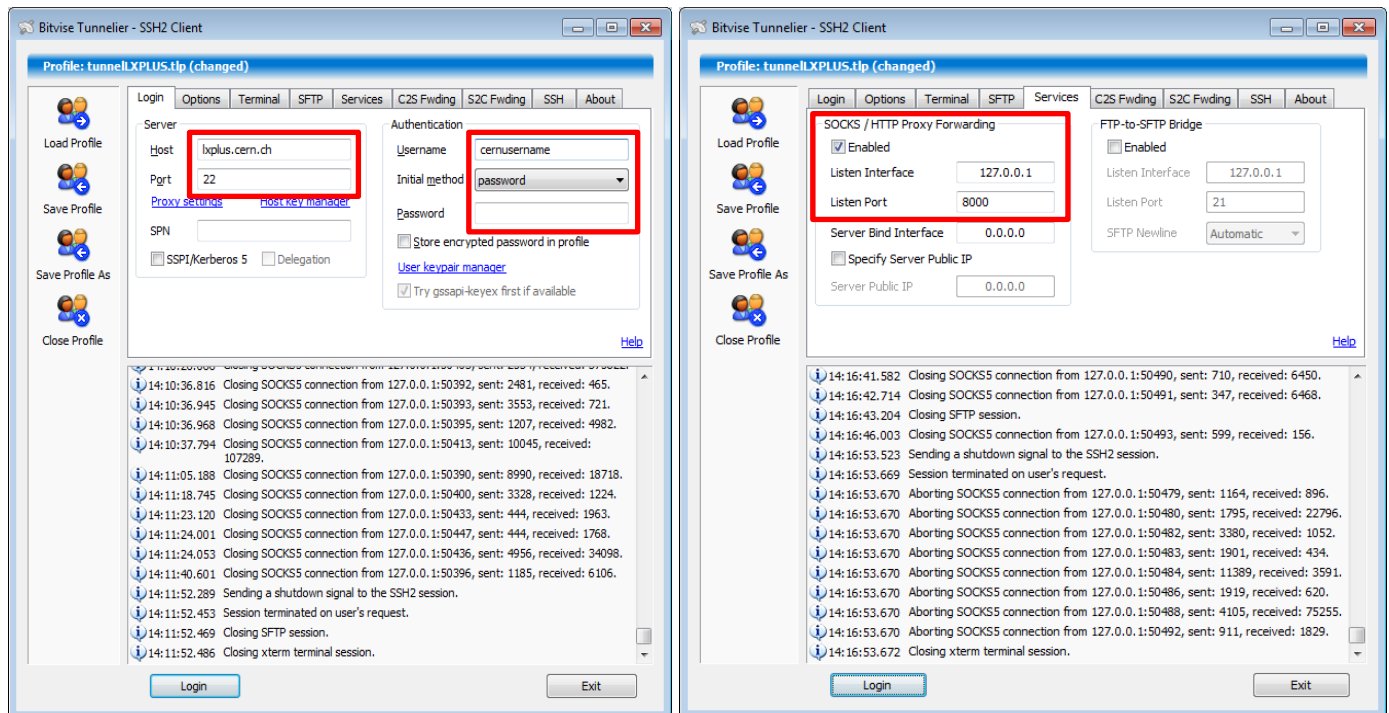 Bitvise Tunnelier - SSH2 Client
Profile: tunnelLXPLUS.tlp (changed)
Load Profile
Save Profile
Save Profile As
Close Profile
Login Options Terminal SFTP Services C2S Fwding S2C Fwding SSH About
Server
Host lxplus.cern.ch
Port 22
Proxy settings Host key manager
SPN
SSPI/Kerberos 5 Delegation
Authentication
Username cernusername
Initial method password
Password
Store encrypted password in profile
User keypair manager
Try gssapi-keyex first if available
Help
14:10:36.816 Closing SOCKS5 connection from 127.0.0.1:50392, sent: 2481, received: 465.
14:10:36.945 Closing SOCKS5 connection from 127.0.0.1:50393, sent: 3553, received: 721.
14:10:36.968 Closing SOCKS5 connection from 127.0.0.1:50395, sent: 1207, received: 4982.
14:10:37.794 Closing SOCKS5 connection from 127.0.0.1:50413, sent: 10045, received:
107289.
14:11:05.188 Closing SOCKS5 connection from 127.0.0.1:50390, sent: 8990, received: 18718.
14:11:18.745 Closing SOCKS5 connection from 127.0.0.1:50400, sent: 3328, received: 1224.
14:11:23.120 Closing SOCKS5 connection from 127.0.0.1:50433, sent: 444, received: 1963.
14:11:24.001 Closing SOCKS5 connection from 127.0.0.1:50447, sent: 444, received: 1768.
14:11:24.053 Closing SOCKS5 connection from 127.0.0.1:50436, sent: 4956, received: 34098.
14:11:40.601 Closing SOCKS5 connection from 127.0.0.1:50396, sent: 1185, received: 6106.
14:11:52.289 Sending a shutdown signal to the SSH2 session.
14:11:52.453 Session terminated on user's request.
14:11:52.469 Closing SFTP session.
14:11:52.486 Closing xterm terminal session.
Login Exit
Bitvise Tunnelier - SSH2 Client
Profile: tunnelLXPLUS.tlp (changed)
Load Profile
Save Profile
Save Profile As
Close Profile
Login Options Terminal SFTP Services C2S Fwding S2C Fwding SSH About
SOCKS / HTTP Proxy Forwarding
Enabled
Listen Interface 127.0.0.1
Listen Port 8000
Server Bind Interface 0.0.0.0
Specify Server Public IP
Server Public IP 0.0.0.0
FTP-to-SFTP Bridge
Enabled
Listen Interface 127.0.0.1
Listen Port 21
SFTP Newline Automatic
Help
14:16:41.582 Closing SOCKS5 connection from 127.0.0.1:50490, sent: 710, received: 6450.
14:16:42.714 Closing SOCKS5 connection from 127.0.0.1:50491, sent: 347, received: 6468.
14:16:43.204 Closing SFTP session.
14:16:46.003 Closing SOCKS5 connection from 127.0.0.1:50493, sent: 599, received: 156.
14:16:53.523 Sending a shutdown signal to the SSH2 session.
14:16:53.669 Session terminated on user's request.
14:16:53.670 Aborting SOCKS5 connection from 127.0.0.1:50479, sent: 1164, received: 896.
14:16:53.670 Aborting SOCKS5 connection from 127.0.0.1:50480, sent: 1795, received: 22796.
14:16:53.670 Aborting SOCKS5 connection from 127.0.0.1:50482, sent: 3380, received: 1052.
14:16:53.670 Aborting SOCKS5 connection from 127.0.0.1:50483, sent: 1901, received: 434.
14:16:53.670 Aborting SOCKS5 connection from 127.0.0.1:50484, sent: 11389, received: 3591.
14:16:53.670 Aborting SOCKS5 connection from 127.0.0.1:50486, sent: 1919, received: 620.
14:16:53.670 Aborting SOCKS5 connection from 127.0.0.1:50488, sent: 4105, received: 75255.
14:16:53.670 Aborting SOCKS5 connection from 127.0.0.1:50492, sent: 911, received: 1829.
14:16:53.672 Closing xterm terminal session.
Login Exit